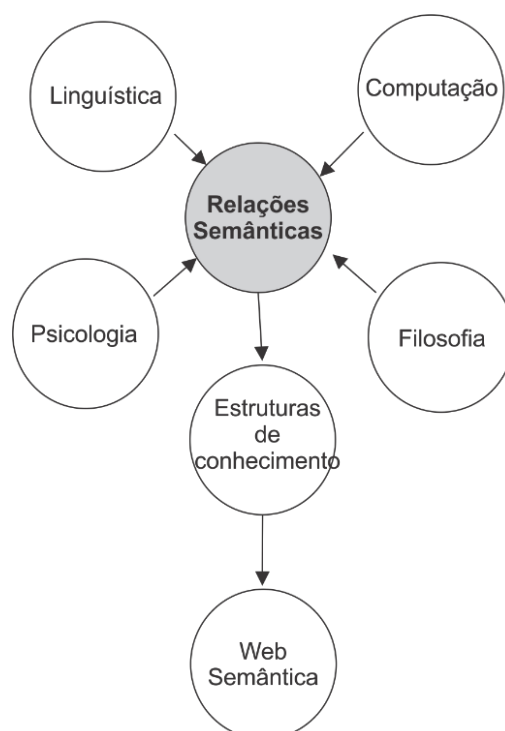 Linguística
Computação
Relações
Semânticas
Psicologia
Filosofia
Estruturas
de
conhecimento
Web
Semântica